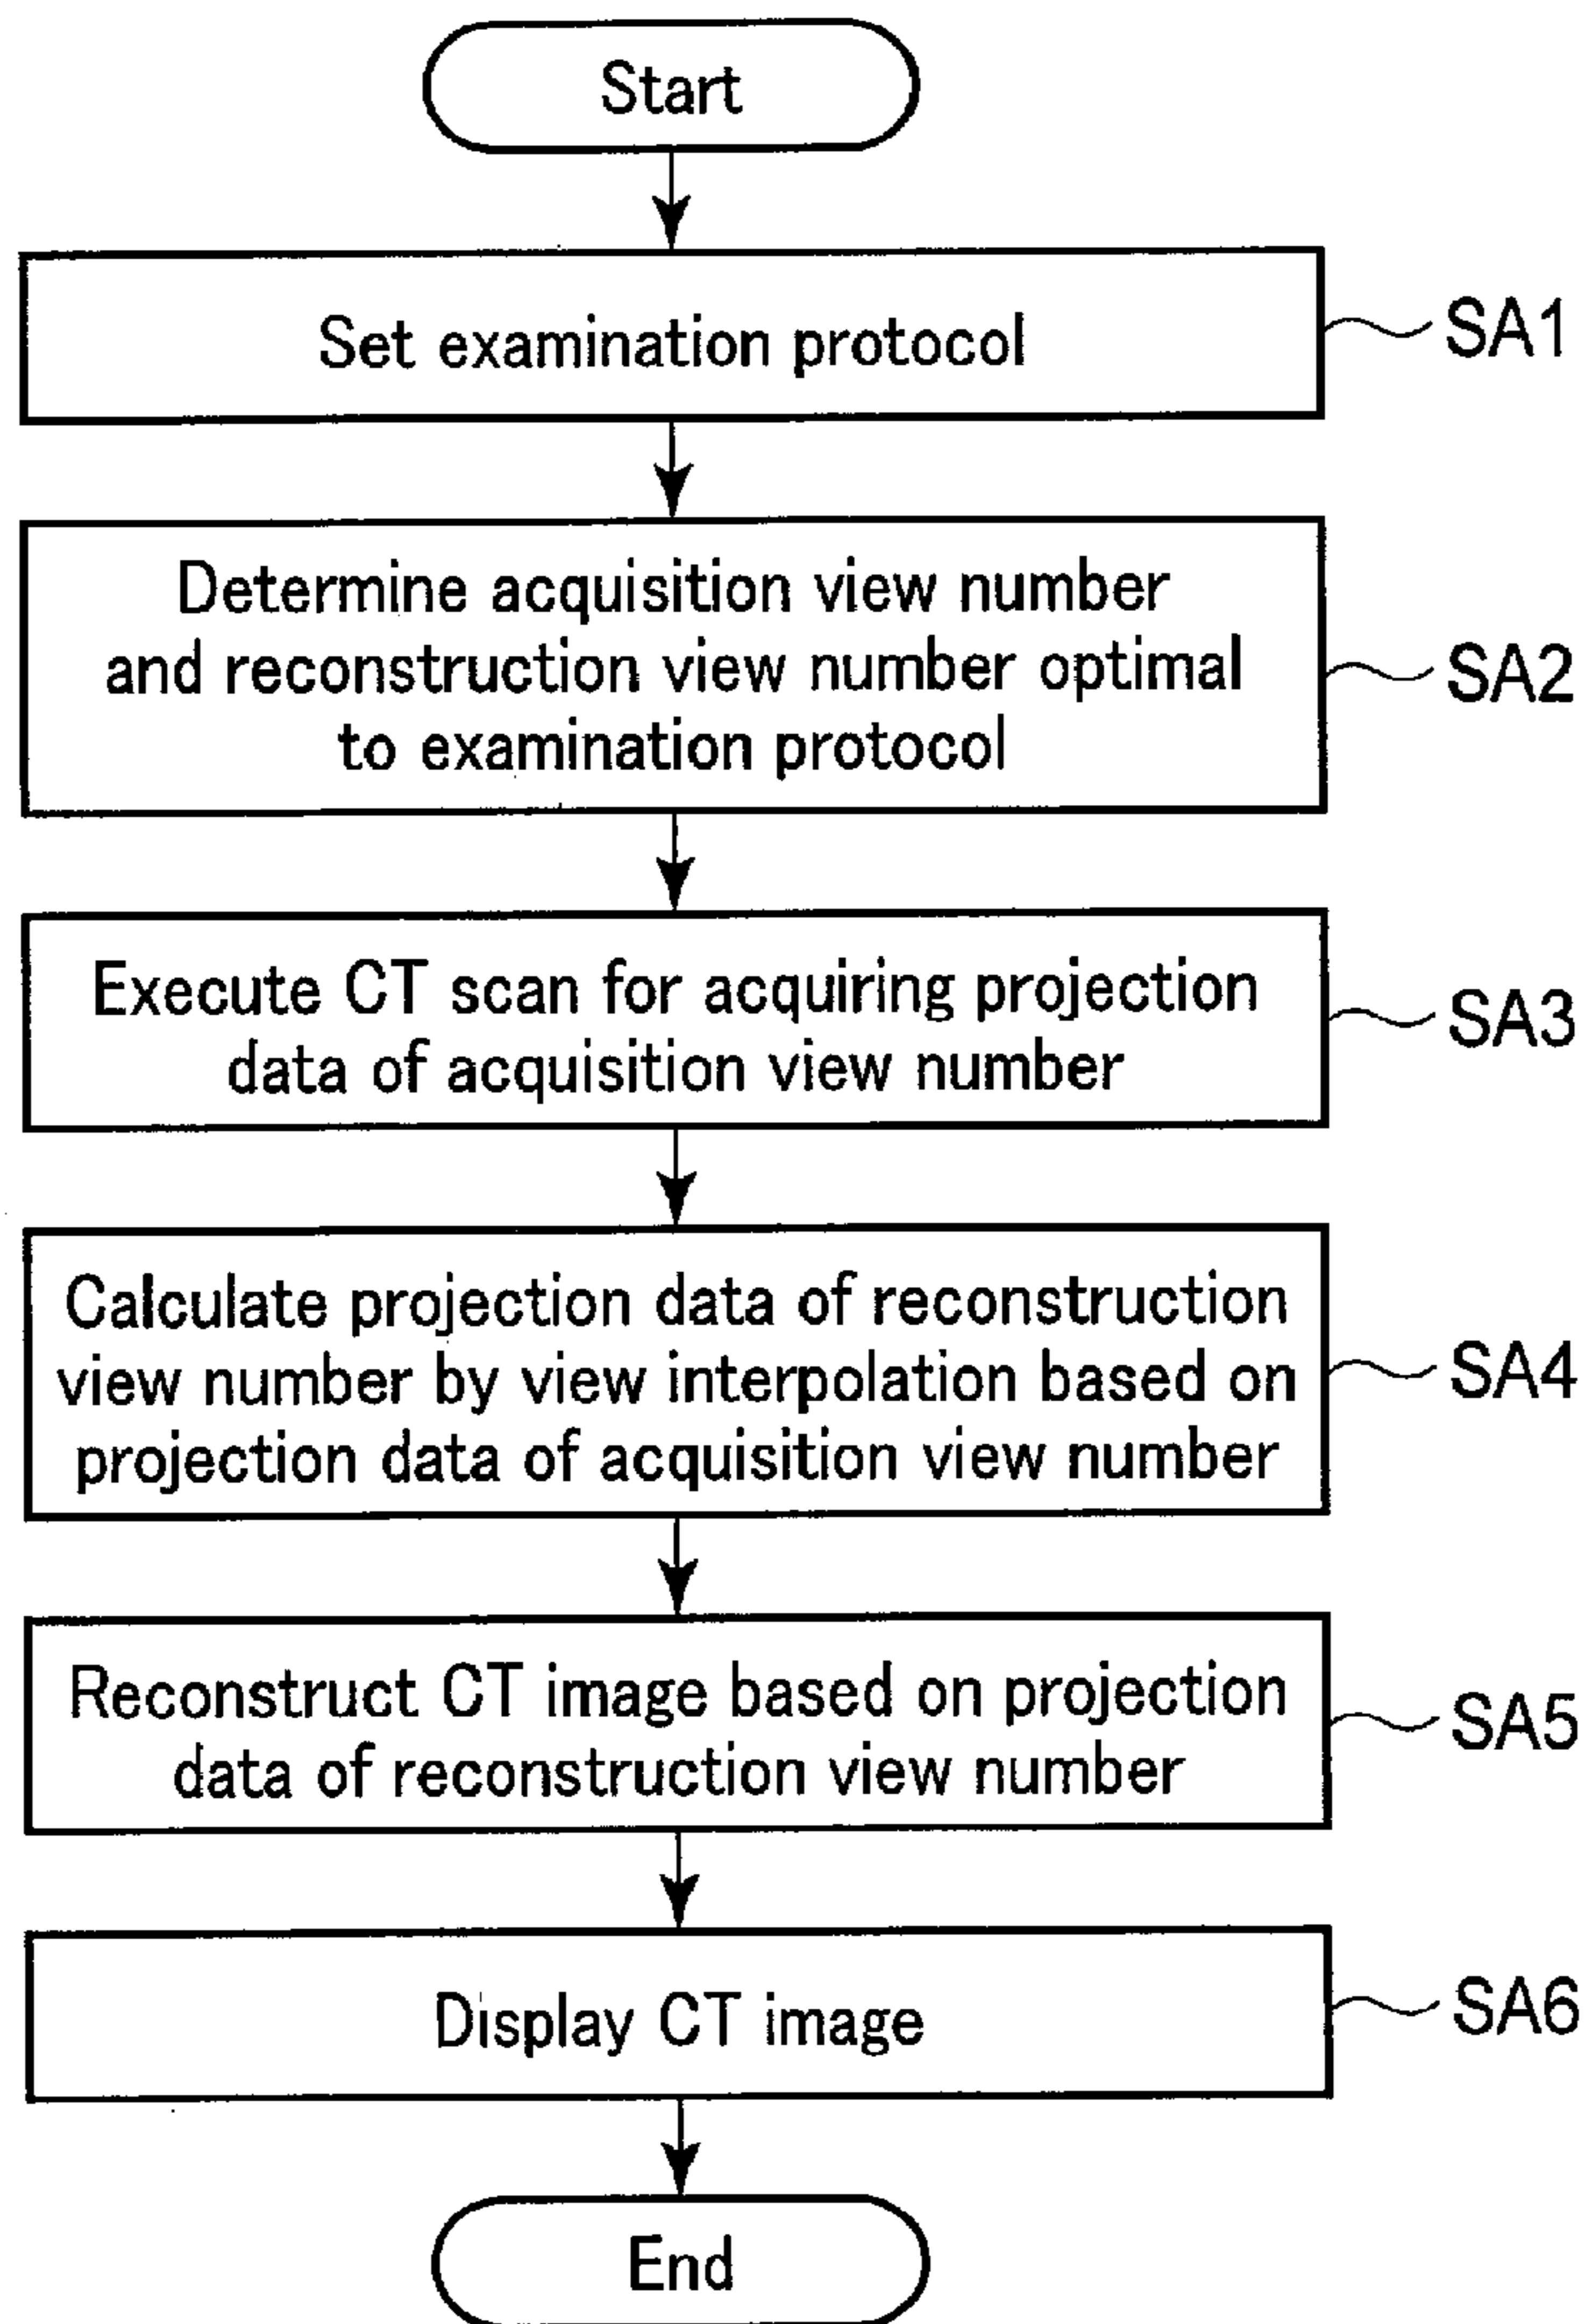 Start
Set examination protocol
SA1
Determine acquisition view number
and reconstruction view number optimal
to examination protocol
SA2
Execute CT scan for acquiring projection
data of acquisition view number
SA3
Calculate projection data of reconstruction
view number by view interpolation based on
projection data of acquisition view number
SA4
Reconstruct CT image based on projection
data of reconstruction view number
SA5
Display CT image
SA6
End